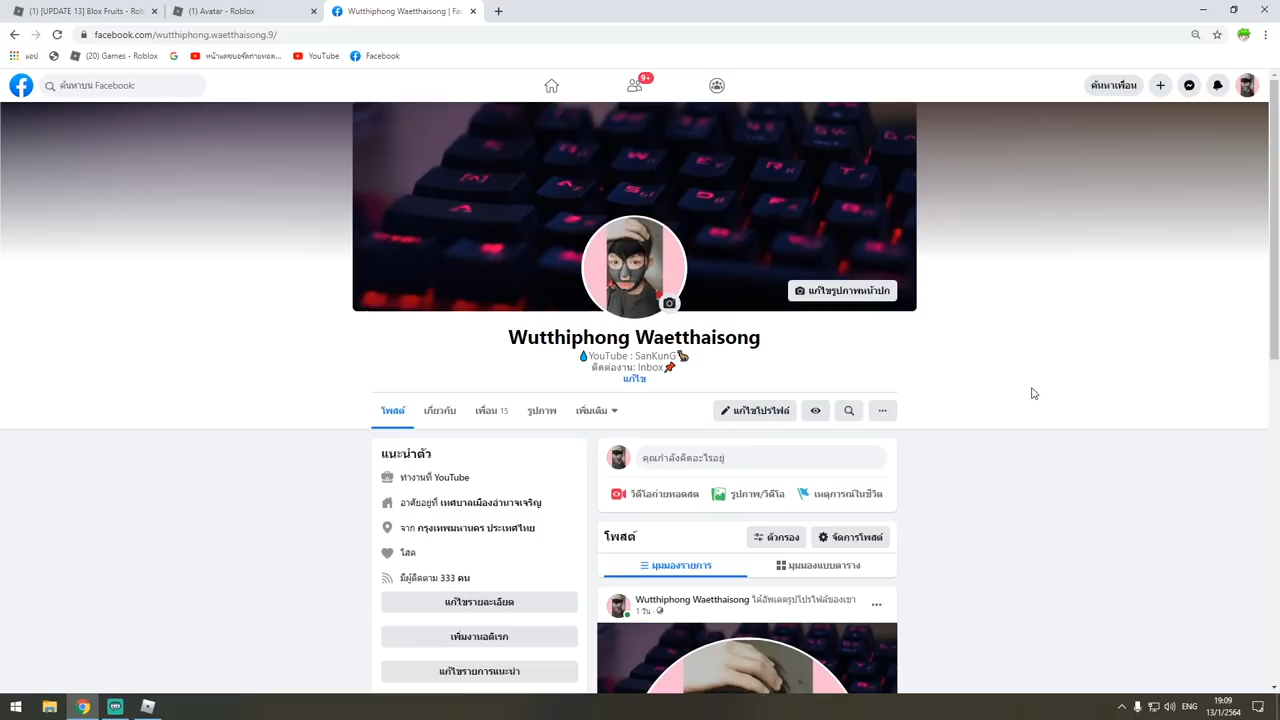 (1) [UPDATE 13] Blox Fruits - Rob
(1) Avatar - Roblox
Wutthiphong Waetthaisong | Fac
facebook.com/wutthiphong.waetthaisong.9/
แอป
(20) Games - Roblox
หน้าแดชบอร์ดถ่ายทอด...
YouTube
Facebook
ค้นหาบน Facebook
9+
ค้นหาเพื่อน
แก้ไขรูปภาพหน้าปก
Wutthiphong Waetthaisong
💧YouTube : SanKunG🐍
ติดต่องาน: Inbox📌
แก้ไข
โพสต์ เกี่ยวกับ เพื่อน 15 รูปภาพ เพิ่มเติม
แก้ไขโปรไฟล์
แนะนำตัว
ทำงานที่ YouTube
อาศัยอยู่ที่ เทศบาลเมืองอำนาจเจริญ
จาก กรุงเทพมหานคร ประเทศไทย
โสด
มีผู้ติดตาม 333 คน
แก้ไขรายละเอียด
เพิ่มงานอดิเรก
แก้ไขรายการแนะนำ
คุณกำลังคิดอะไรอยู่
วิดีโอถ่ายทอดสด
รูปภาพ/วิดีโอ
เหตุการณ์ในชีวิต
โพสต์
ตัวกรอง
จัดการโพสต์
มุมมองรายการ
มุมมองแบบตาราง
Wutthiphong Waetthaisong ได้อัพเดตรูปโปรไฟล์ของเขา
1 วัน ·
ENG
19:09
13/1/2564